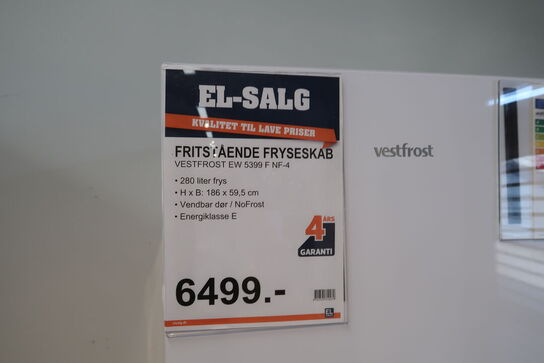 EL-SALG
KVALITET TIL LAVE PRISER
FRITSTÅENDE FRYSESKAB
VESTFROST EW 5399 F NF-4
• 280 liter frys
• H x B: 186 x 59,5 cm
• Vendbar dør / NoFrost
• Energiklasse E
4 ÅRS
GARANTI
6499.-
EL
vestfrost